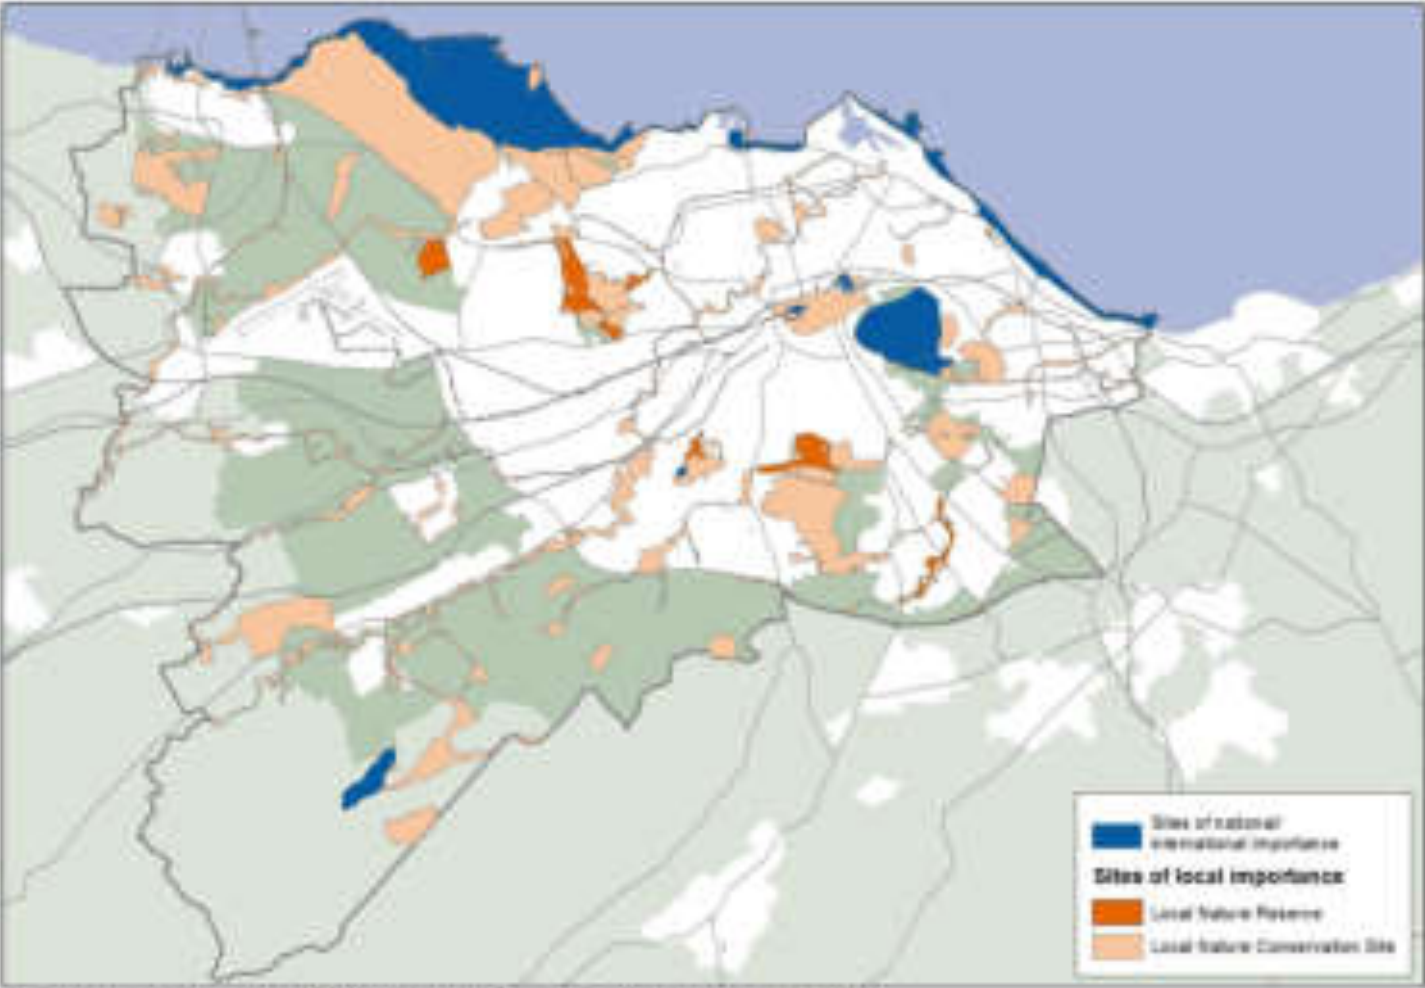 Sites of national/
international importance
Sites of local importance
Local Nature Reserve
Local Nature Conservation Site